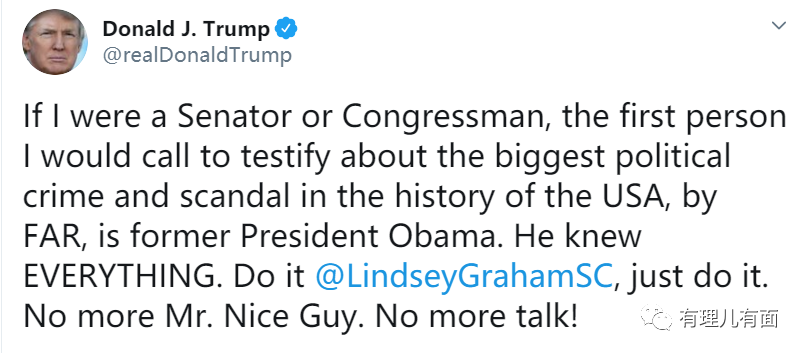 Donald J. Trump
@realDonaldTrump
If I were a Senator or Congressman, the first person
I would call to testify about the biggest political
crime and scandal in the history of the USA, by
FAR, is former President Obama. He knew
EVERYTHING. Do it @LindseyGrahamSC, just do it.
No more Mr. Nice Guy. No more talk!
有理儿有面